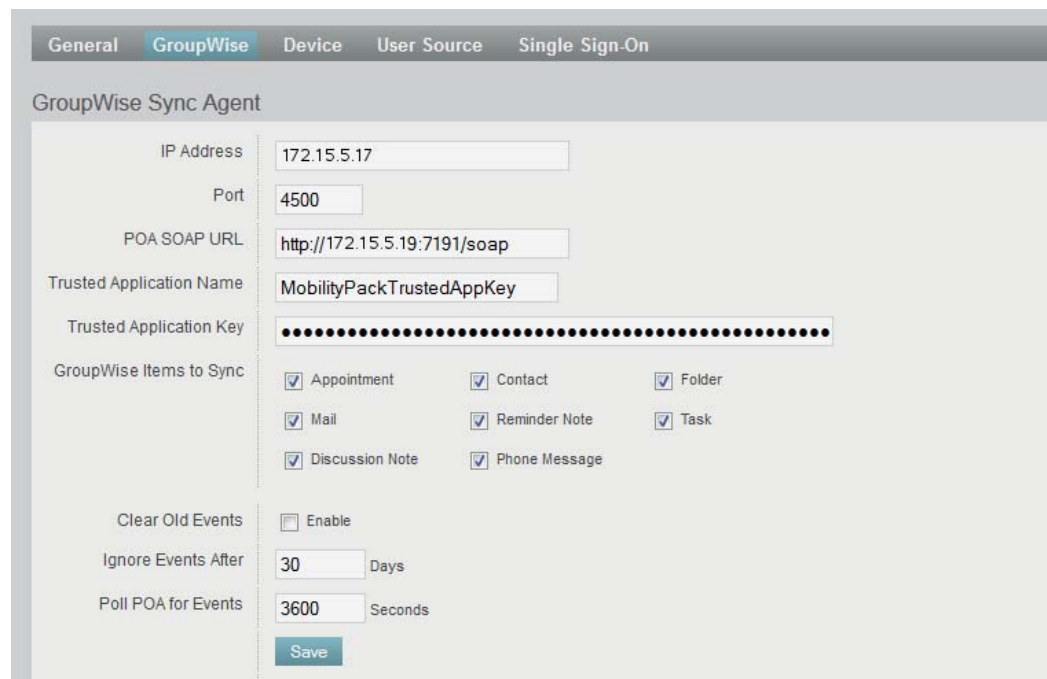 General GroupWise Device User Source Single Sign-On
GroupWise Sync Agent
IP Address 172.15.5.17
Port 4500
POA SOAP URL http://172.15.5.19:7191/soap
Trusted Application Name MobilityPackTrustedAppKey
Trusted Application Key ••••••••••••••••••••••••••••••••••••••••••••••••••
GroupWise Items to Sync Appointment Contact Folder
Mail Reminder Note Task
Discussion Note Phone Message
Clear Old Events Enable
Ignore Events After 30 Days
Poll POA for Events 3600 Seconds
Save